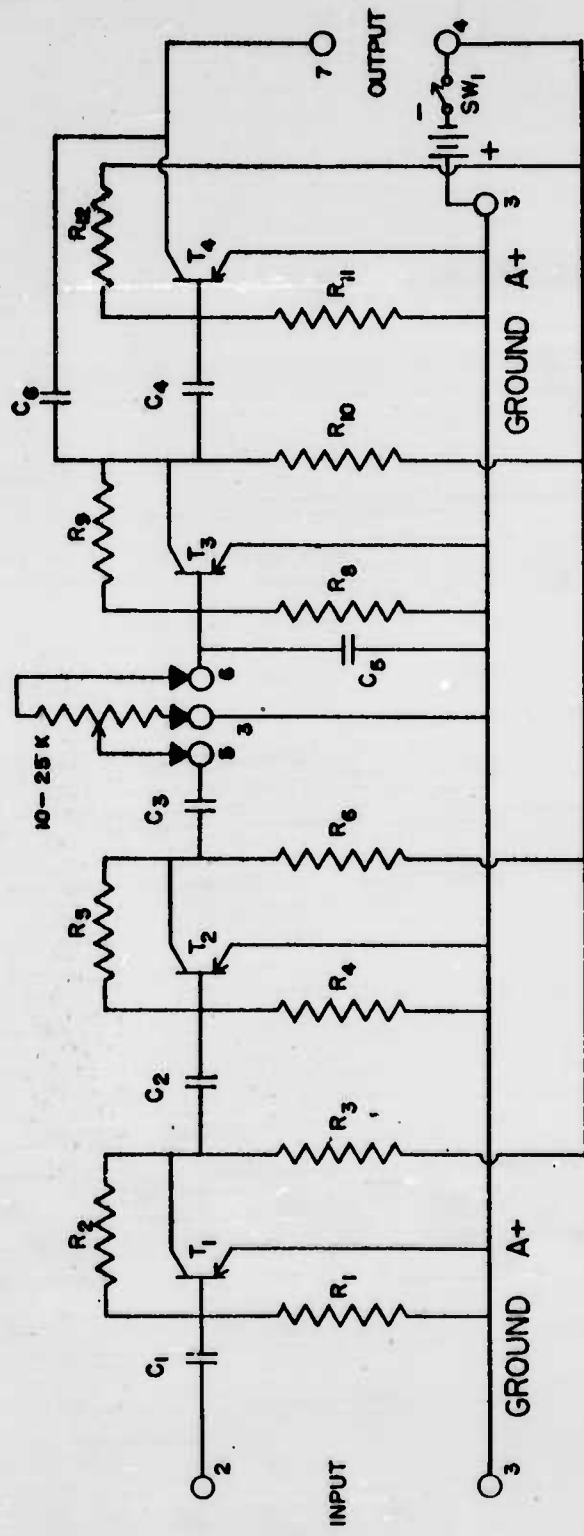 10-25K
C6
R2
R5
R9
R12
7
OUTPUT
4
SW1
-
+
3
T1
T2
T3
T4
C1
C2
C3
5
3
6
C4
2
INPUT
R1
R3
R4
R6
C5
R8
R10
R11
3
GROUND A+
GROUND A+